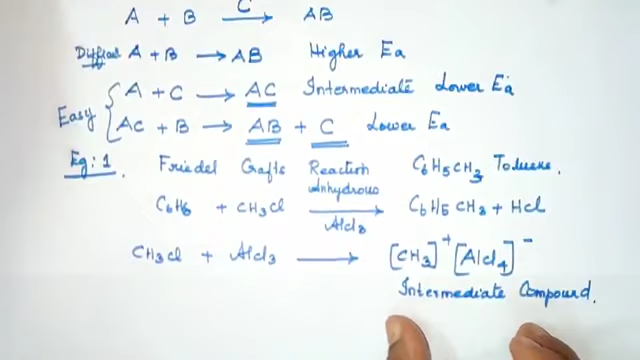 A + B C→ AB
Difficult A + B → AB Higher Ea
Easy { A + C → AC Intermediate Lower Ea
AC + B → AB + C Lower Ea
Eg: 1. Friedel Crafts Reaction C6H5CH3 Toluene.
C6H6 + CH3Cl Anhydrous → AlCl3 C6H5CH3 + HCl
CH3Cl + AlCl3 → [CH3]+ [AlCl4]−
Intermediate Compound.